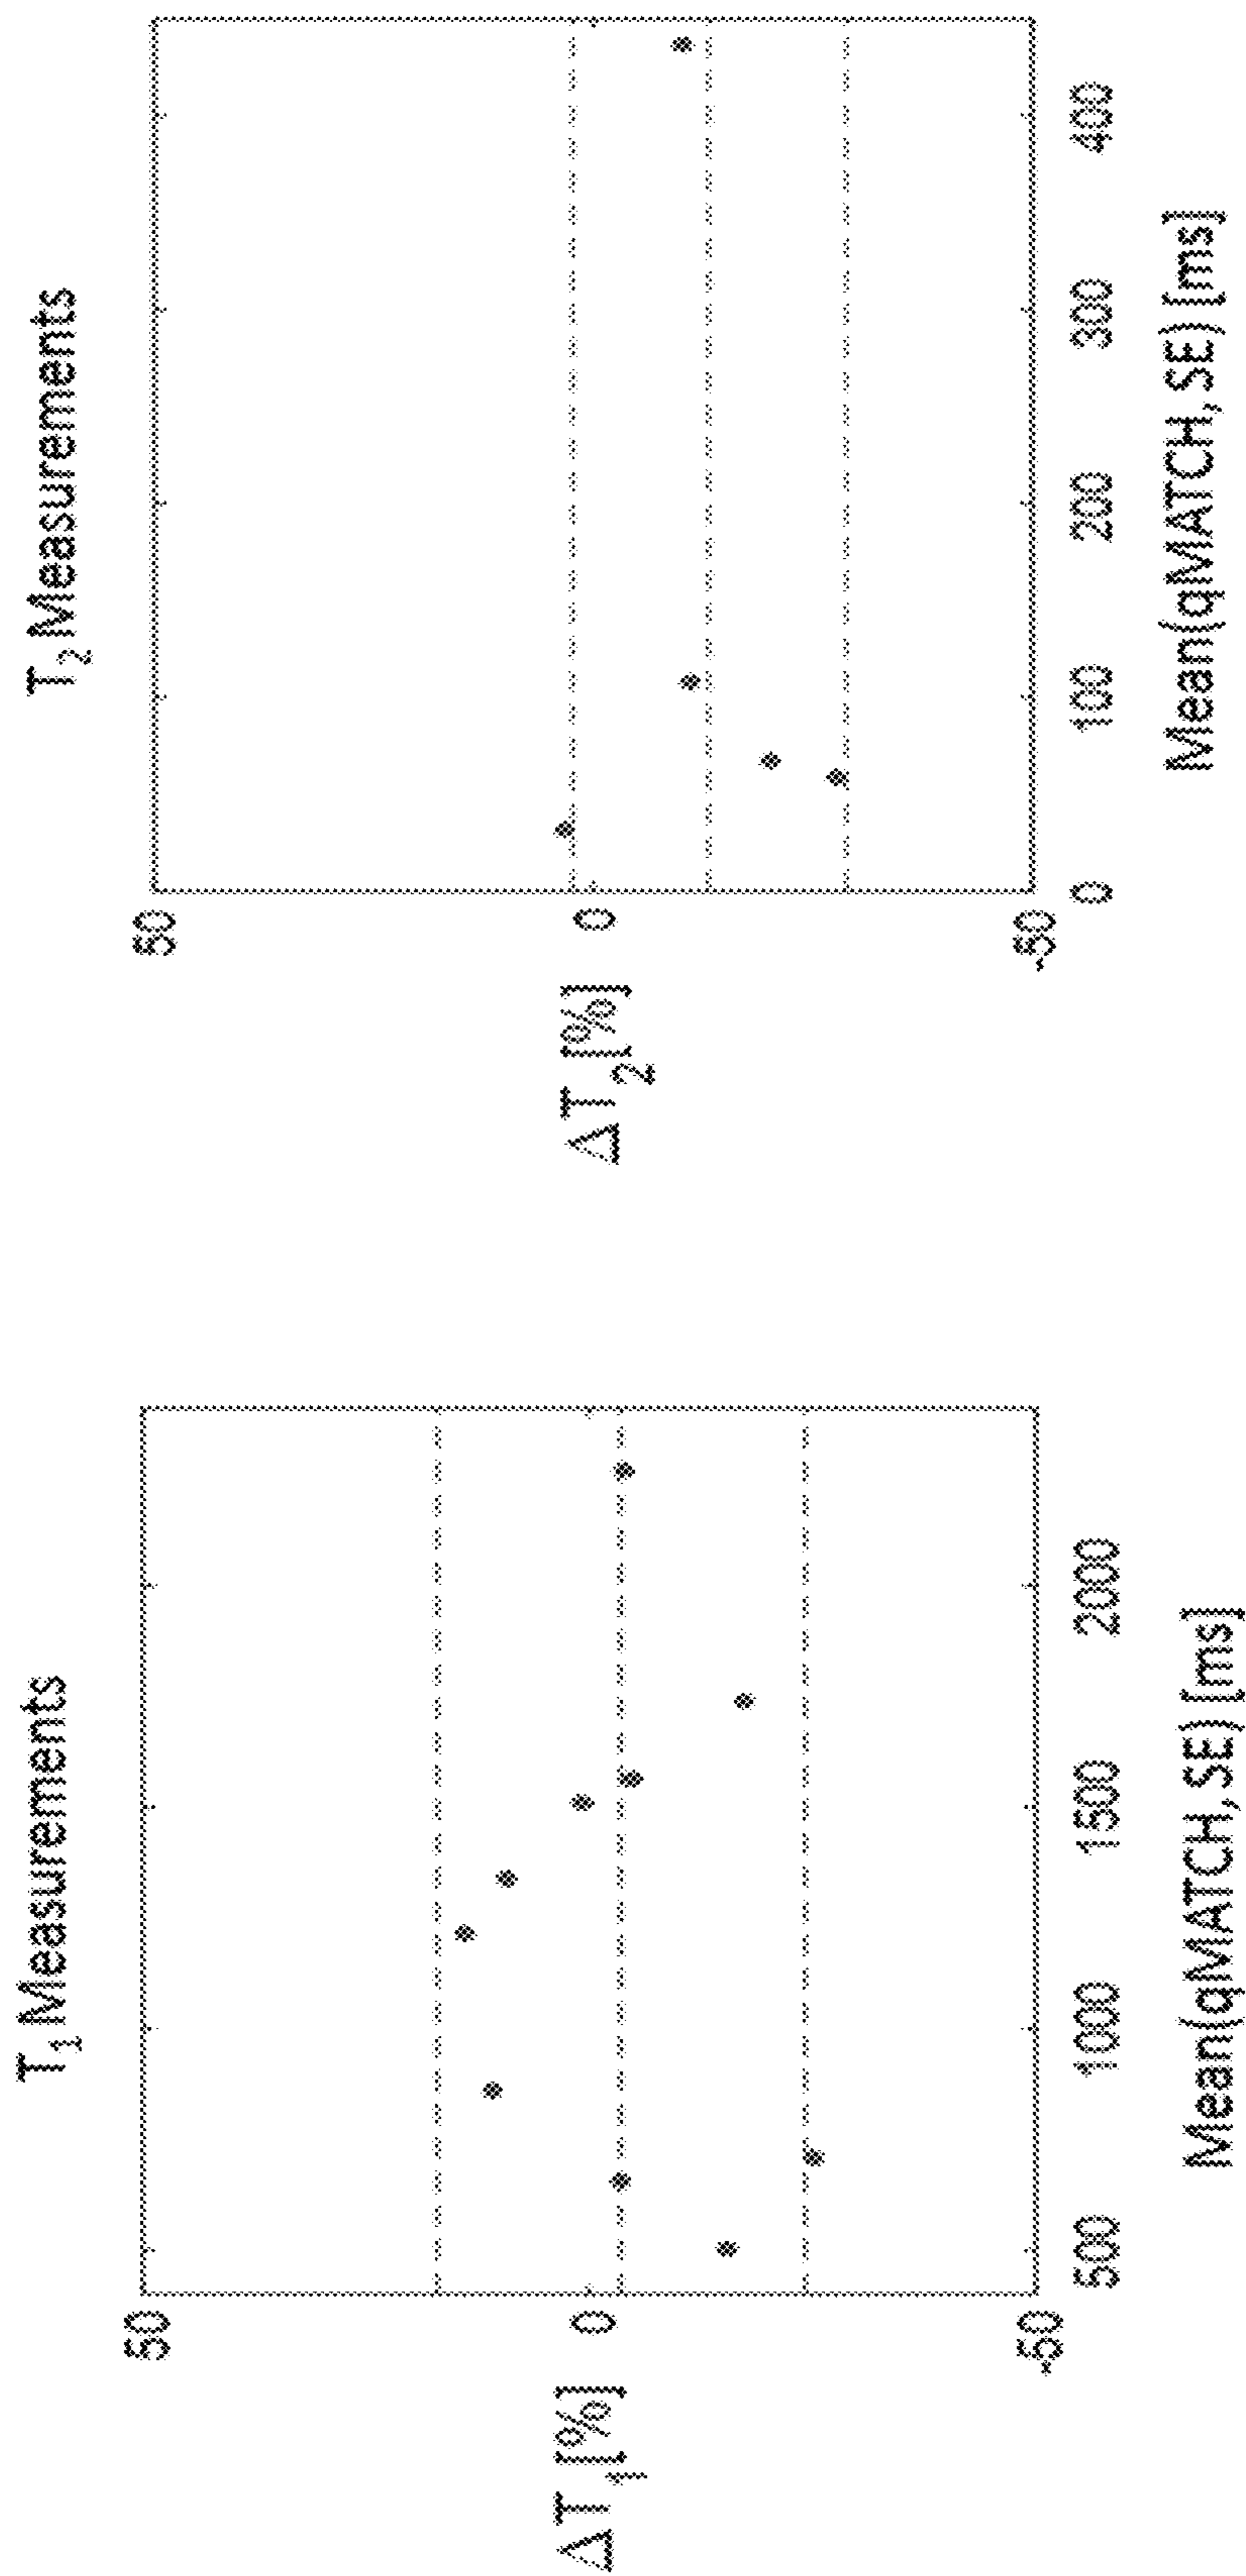 T1 Measurements
50
0
-50
ΔT1 [%]
500
1000
1500
2000
Mean(qMATCH, SE) [ms]
T2 Measurements
50
0
-50
ΔT2 [%]
0
100
200
300
400
Mean(qMATCH, SE) [ms]